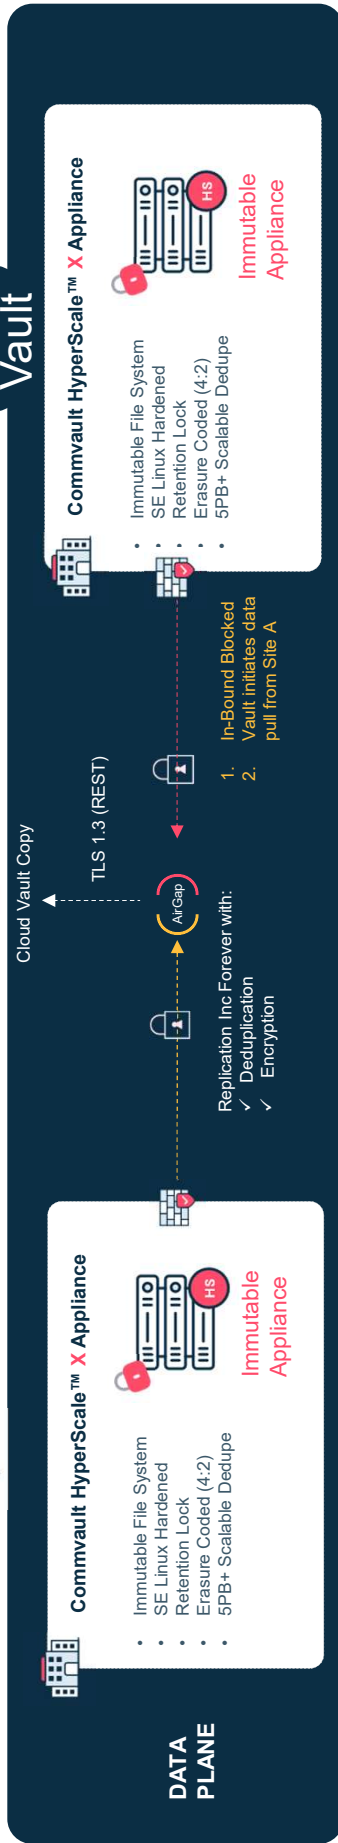 Vault
DATA
PLANE
Commvault HyperScale™ X Appliance
• Immutable File System
• SE Linux Hardened
• Retention Lock
• Erasure Coded (4:2)
• 5PB+ Scalable Dedupe
HS
Immutable
Appliance
Cloud Vault Copy
TLS 1.3 (REST)
AirGap
Replication Inc Forever with:
✓ Deduplication
✓ Encryption
1. In-Bound Blocked
2. Vault initiates data
pull from Site A
Commvault HyperScale™ X Appliance
• Immutable File System
• SE Linux Hardened
• Retention Lock
• Erasure Coded (4:2)
• 5PB+ Scalable Dedupe
HS
Immutable
Appliance